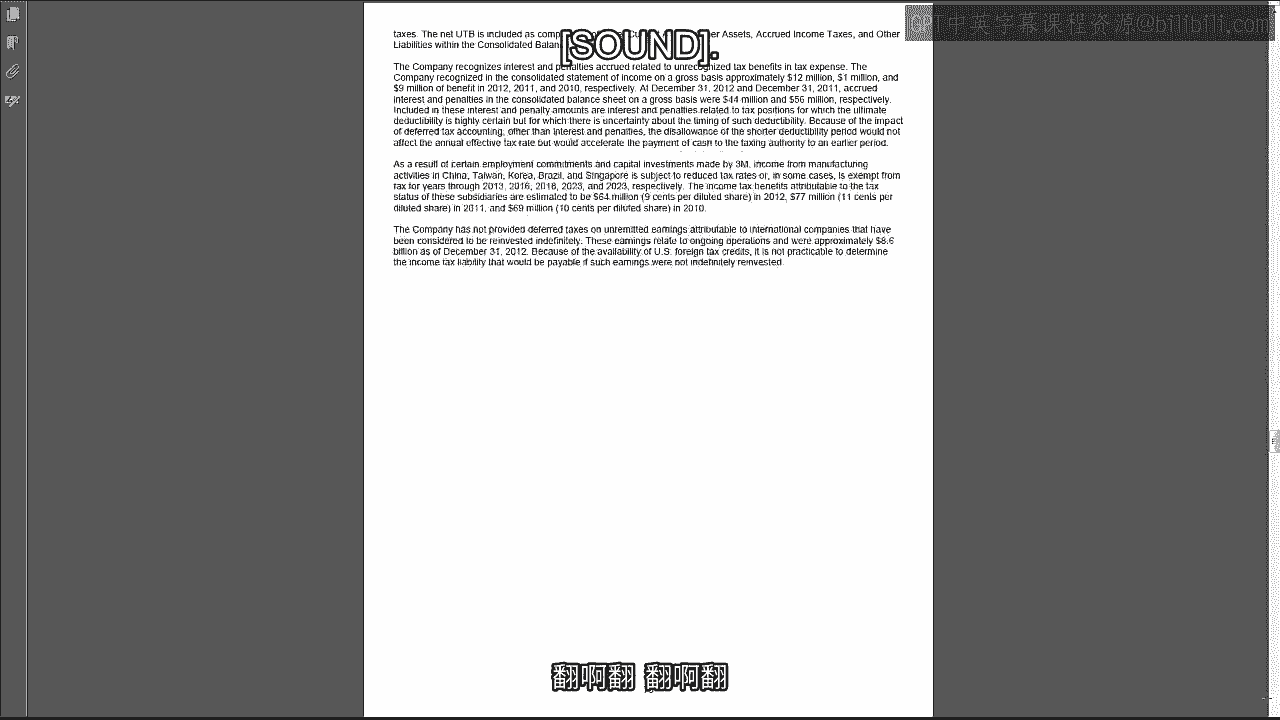 GPT中英字幕课程资源@bilibili.com
[SOUND].
taxes. The net UTB is included as Assets, Accrued Income Taxes, and Other
Liabilities within the Consolidated
The Company recognizes interest and penalties accrued related to unrecognized tax benefits in tax expense. The
Company recognized in the consolidated statement of income on a gross basis approximately $12 million, $1 million, and
$9 million of benefit in 2012, 2011, and 2010, respectively. At December 31, 2012 and December 31, 2011, accrued
interest and penalties in the consolidated balance sheet on a gross basis were $44 million and $56 million, respectively.
Included in these interest and penalty amounts are interest and penalties related to tax positions for which the ultimate
deductibility is highly certain but for which there is uncertainty about the timing of such deductibility. Because of the impact
of deferred tax accounting, other than interest and penalties, the disallowance of the shorter deductibility period would not
affect the annual effective tax rate but would accelerate the payment of cash to the taxing authority to an earlier period.
As a result of certain employment commitments and capital investments made by 3M, income from manufacturing
activities in China, Taiwan, Korea, Brazil, and Singapore is subject to reduced tax rates or, in some cases, is exempt from
tax for years through 2013, 2016, 2018, 2023, and 2023, respectively. The income tax benefits attributable to the tax
status of these subsidiaries are estimated to be $64 million (9 cents per diluted share) in 2012, $77 million (11 cents per
diluted share) in 2011, and $69 million (10 cents per diluted share) in 2010.
The Company has not provided deferred taxes on unremitted earnings attributable to international companies that have
been considered to be reinvested indefinitely. These earnings relate to ongoing operations and were approximately $8.6
billion as of December 31, 2012. Because of the availability of U.S. foreign tax credits, it is not practicable to determine
the income tax liability that would be payable if such earnings were not indefinitely reinvested.
翻啊翻 翻啊翻